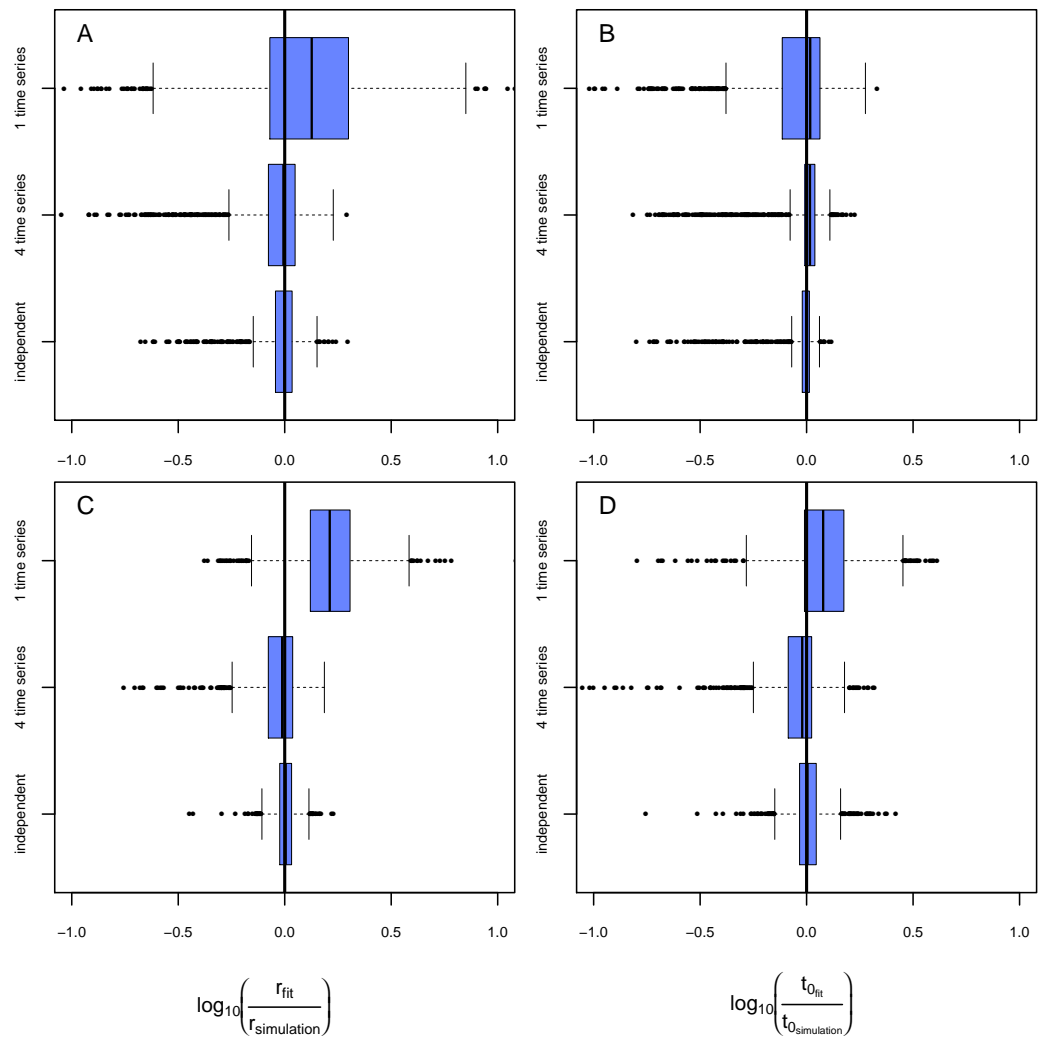 A
1 time series
4 time series
independent
−1.0 −0.5 0.0 0.5 1.0
B
1 time series
4 time series
independent
−1.0 −0.5 0.0 0.5 1.0
C
1 time series
4 time series
independent
−1.0 −0.5 0.0 0.5 1.0
log10(rfit / rsimulation)
D
1 time series
4 time series
independent
−1.0 −0.5 0.0 0.5 1.0
log10(t0fit / t0simulation)